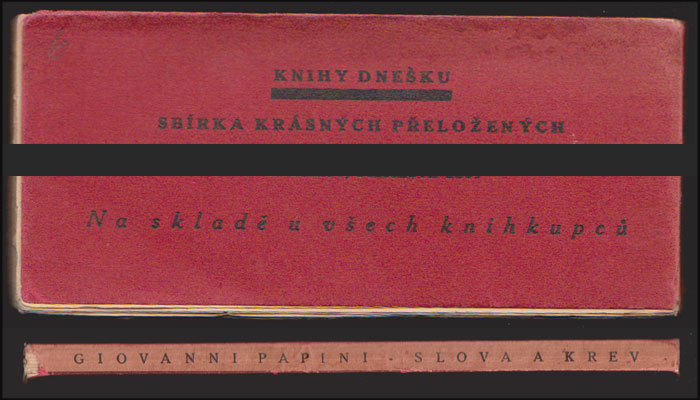 KNIHY DNEŠKU
SBÍRKA KRÁSNÝCH PŘELOŽENÝCH
Na skladě u všech knihkupců
GIOVANNI PAPINI - SLOVA A KREV